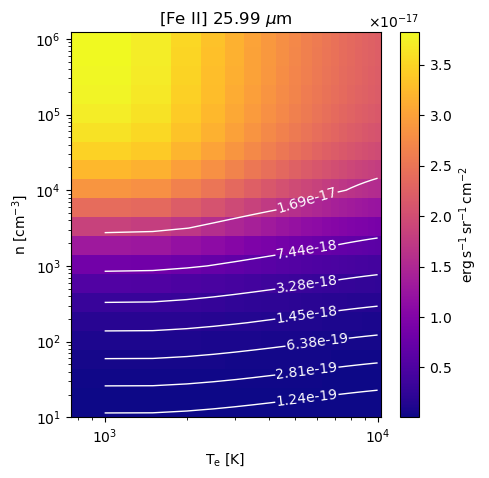 [Fe II] 25.99 μm
×10⁻¹⁷
10⁶
10⁵
10⁴
10³
10²
10¹
n [cm⁻³]
1.69e-17
7.44e-18
3.28e-18
1.45e-18
6.38e-19
2.81e-19
1.24e-19
10³
10⁴
Tₑ [K]
3.5
3.0
2.5
2.0
1.5
1.0
0.5
erg s⁻¹ sr⁻¹ cm⁻²